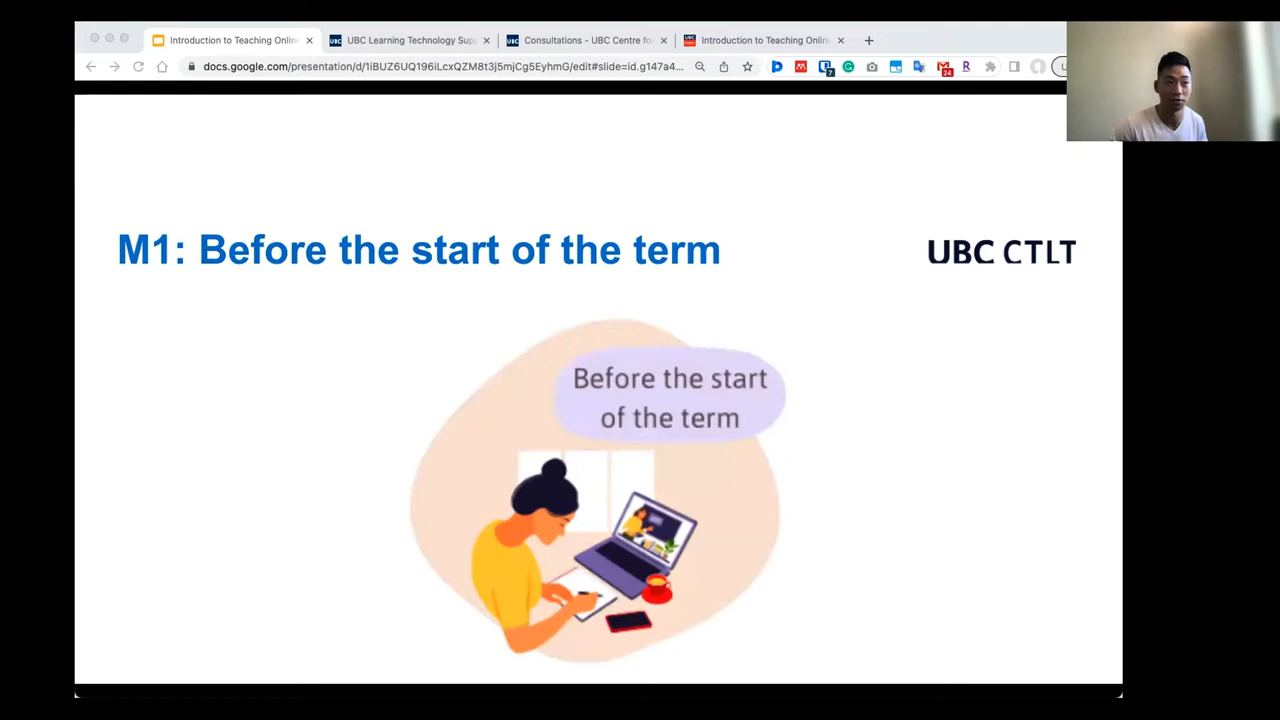 Introduction to Teaching Online
UBC Learning Technology Sup
Consultations - UBC Centre fo
Introduction to Teaching Online
docs.google.com/presentation/d/1iBUZ6UQ196iLcxQZM8t3j5mjCg5EyhmG/edit#slide=id.g147a4...
M1: Before the start of the term
UBC CTLT
Before the start
of the term